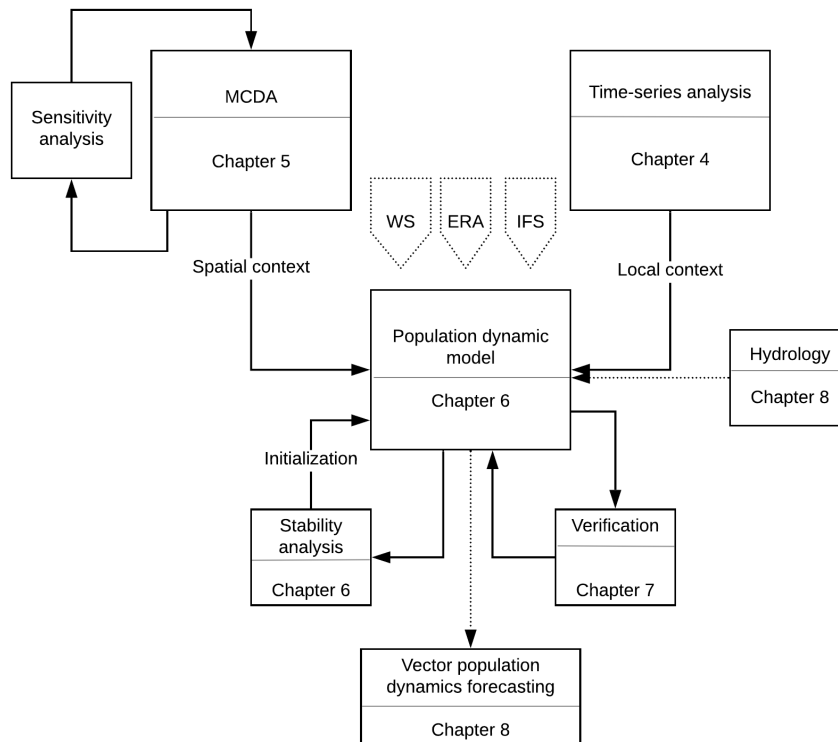 MCDA
Time-series analysis
Sensitivity
analysis
Chapter 5
Chapter 4
WS
ERA
IFS
Spatial context
Local context
Population dynamic
model
Hydrology
Chapter 6
Chapter 8
Initialization
Stability
analysis
Verification
Chapter 6
Chapter 7
Vector population
dynamics forecasting
Chapter 8